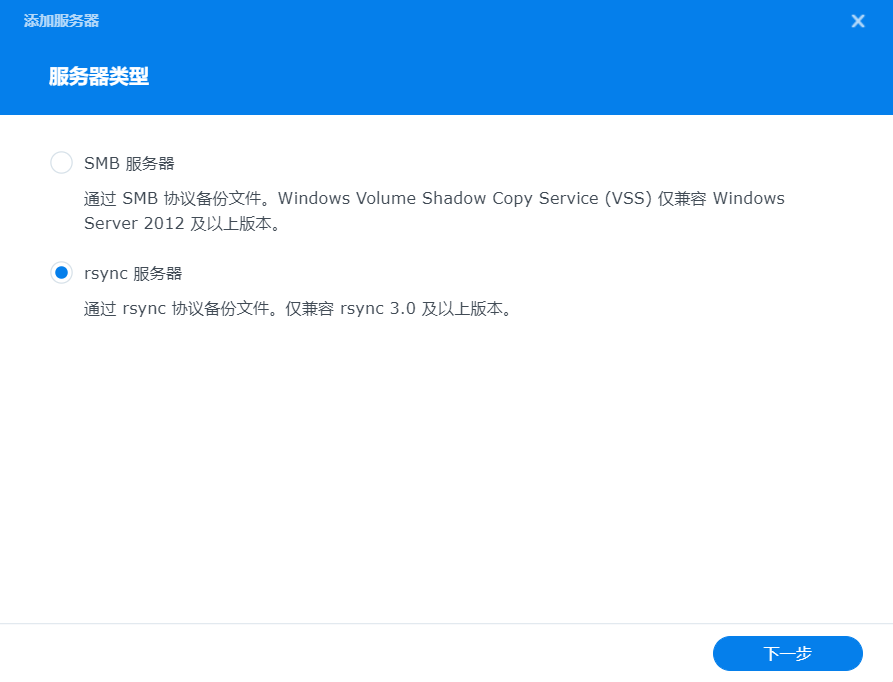 添加服务器
服务器类型
SMB 服务器
通过 SMB 协议备份文件。Windows Volume Shadow Copy Service (VSS) 仅兼容 Windows
Server 2012 及以上版本。
rsync 服务器
通过 rsync 协议备份文件。仅兼容 rsync 3.0 及以上版本。
下一步